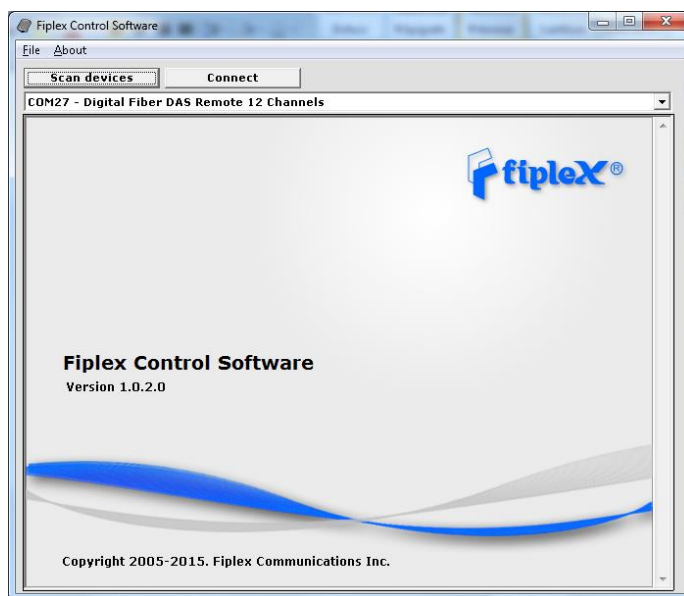 Fiplex Control Software
File About
Scan devices Connect
COM27 - Digital Fiber DAS Remote 12 Channels
fiplex®
Fiplex Control Software
Version 1.0.2.0
Copyright 2005-2015. Fiplex Communications Inc.